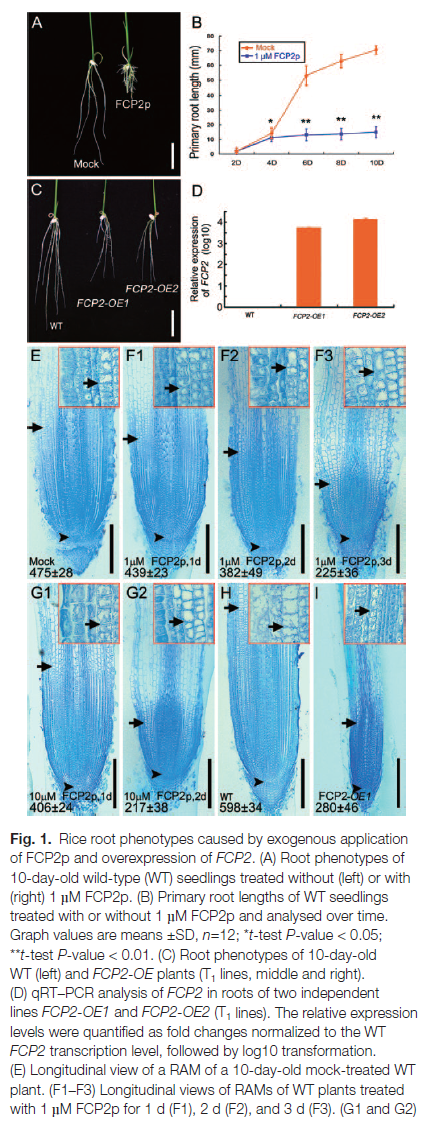 A
FCP2p
Mock
B
Primary root length (mm)
80
70
60
50
40
30
20
10
0
Mock
1 μM FCP2p
*
**
**
**
2D
4D
6D
8D
10D
C
FCP2-OE2
FCP2-OE1
WT
D
Relative expression
of FCP2 (log10)
4
3
2
1
0
WT
FCP2-OE1
FCP2-OE2
E
Mock
475±28
F1
1μM FCP2p,1d
439±23
F2
1μM FCP2p,2d
382±49
F3
1μM FCP2p,3d
225±36
G1
10μM FCP2p,1d
406±24
G2
10μM FCP2p,2d
217±38
H
WT
598±34
I
FCP2-OE1
280±46
Fig. 1. Rice root phenotypes caused by exogenous application
of FCP2p and overexpression of FCP2. (A) Root phenotypes of
10-day-old wild-type (WT) seedlings treated without (left) or with
(right) 1 μM FCP2p. (B) Primary root lengths of WT seedlings
treated with or without 1 μM FCP2p and analysed over time.
Graph values are means ±SD, n=12; *t-test P-value < 0.05;
**t-test P-value < 0.01. (C) Root phenotypes of 10-day-old
WT (left) and FCP2-OE plants (T₁ lines, middle and right).
(D) qRT–PCR analysis of FCP2 in roots of two independent
lines FCP2-OE1 and FCP2-OE2 (T₁ lines). The relative expression
levels were quantified as fold changes normalized to the WT
FCP2 transcription level, followed by log10 transformation.
(E) Longitudinal view of a RAM of a 10-day-old mock-treated WT
plant. (F1–F3) Longitudinal views of RAMs of WT plants treated
with 1 μM FCP2p for 1 d (F1), 2 d (F2), and 3 d (F3). (G1 and G2)